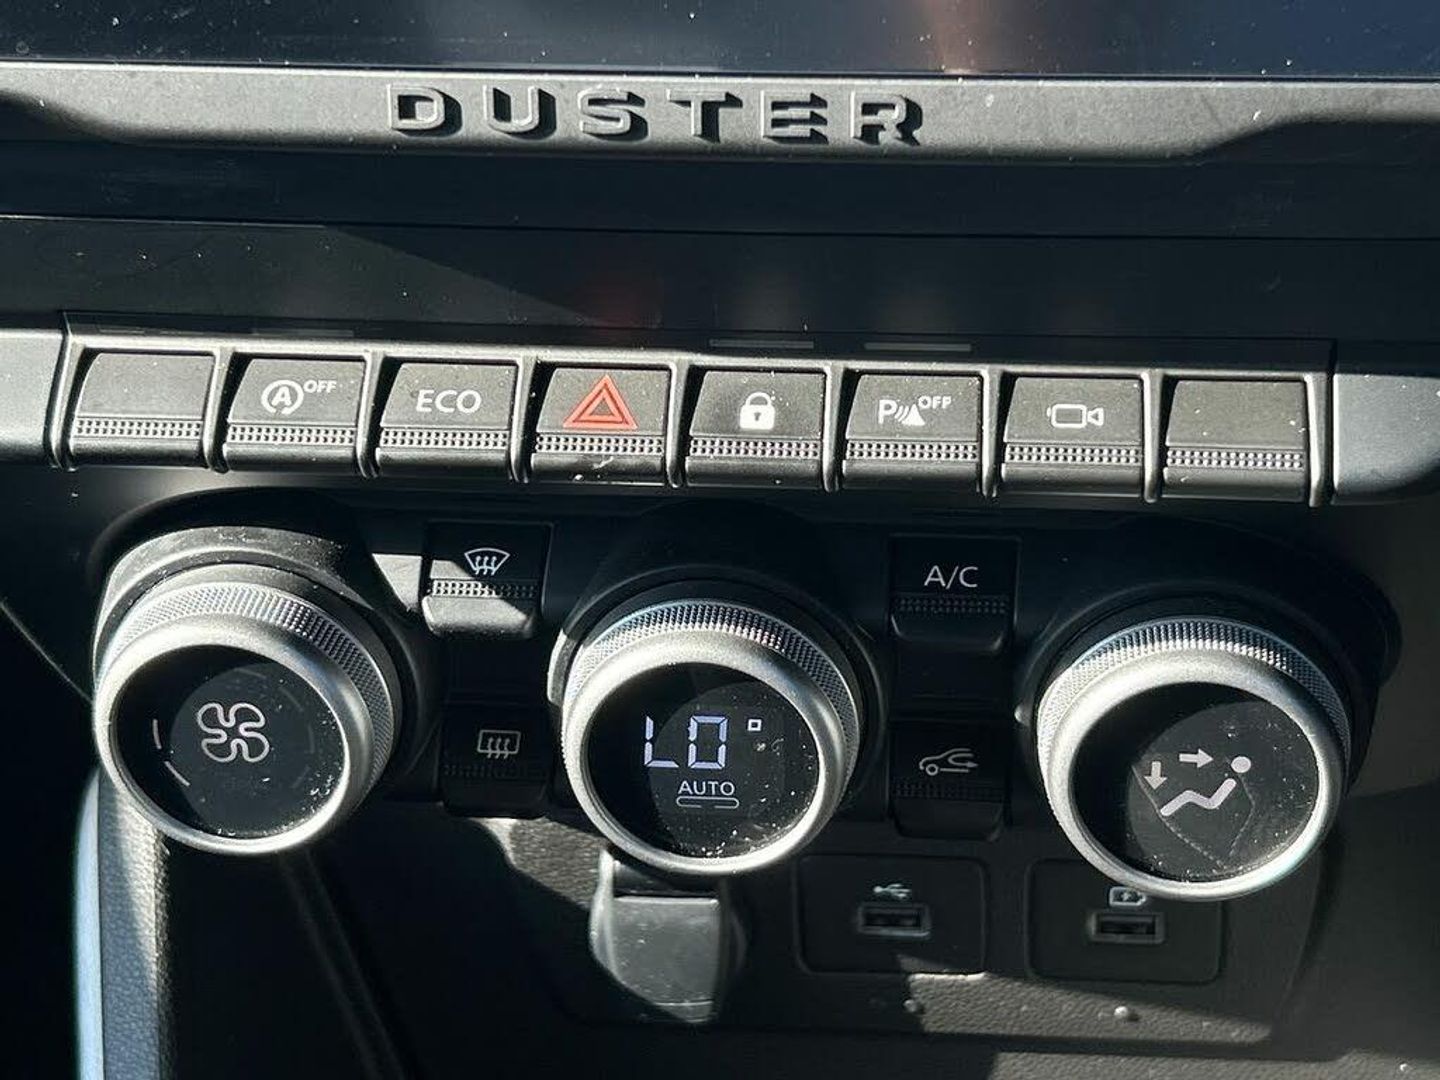 DUSTER
A OFF
ECO
P OFF
A/C
LO°
AUTO